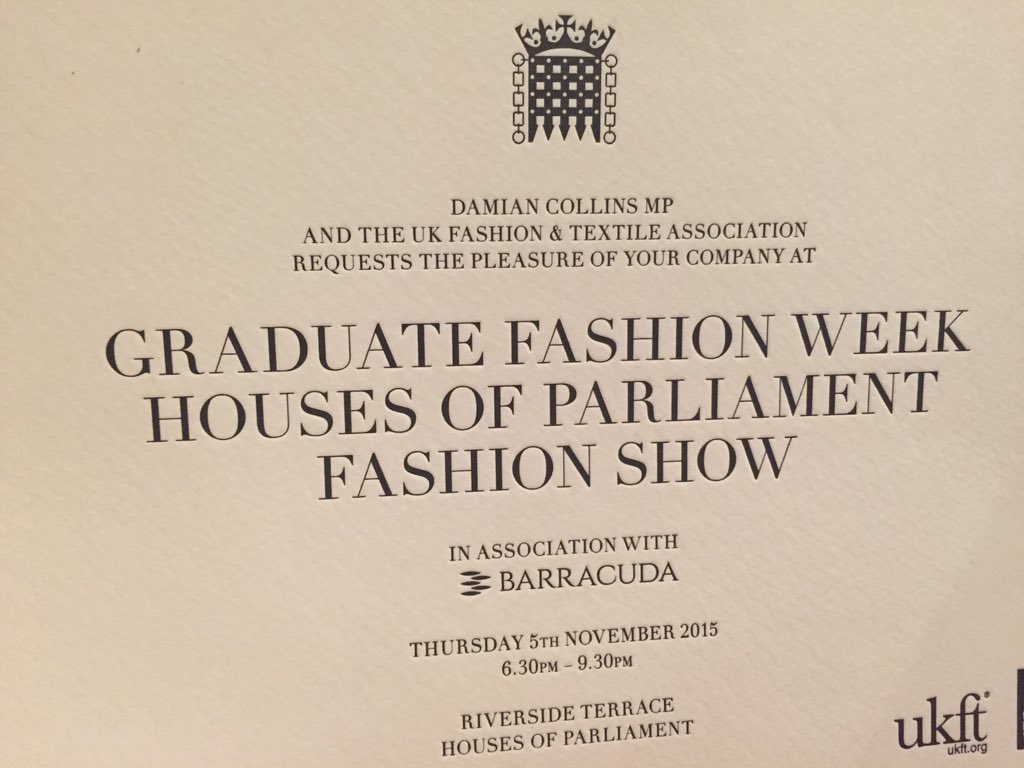 DAMIAN COLLINS MP
AND THE UK FASHION & TEXTILE ASSOCIATION
REQUESTS THE PLEASURE OF YOUR COMPANY AT
GRADUATE FASHION WEEK
HOUSES OF PARLIAMENT
FASHION SHOW
IN ASSOCIATION WITH
BARRACUDA
THURSDAY 5TH NOVEMBER 2015
6.30PM – 9.30PM
RIVERSIDE TERRACE
HOUSES OF PARLIAMENT
ukft®
ukft.org